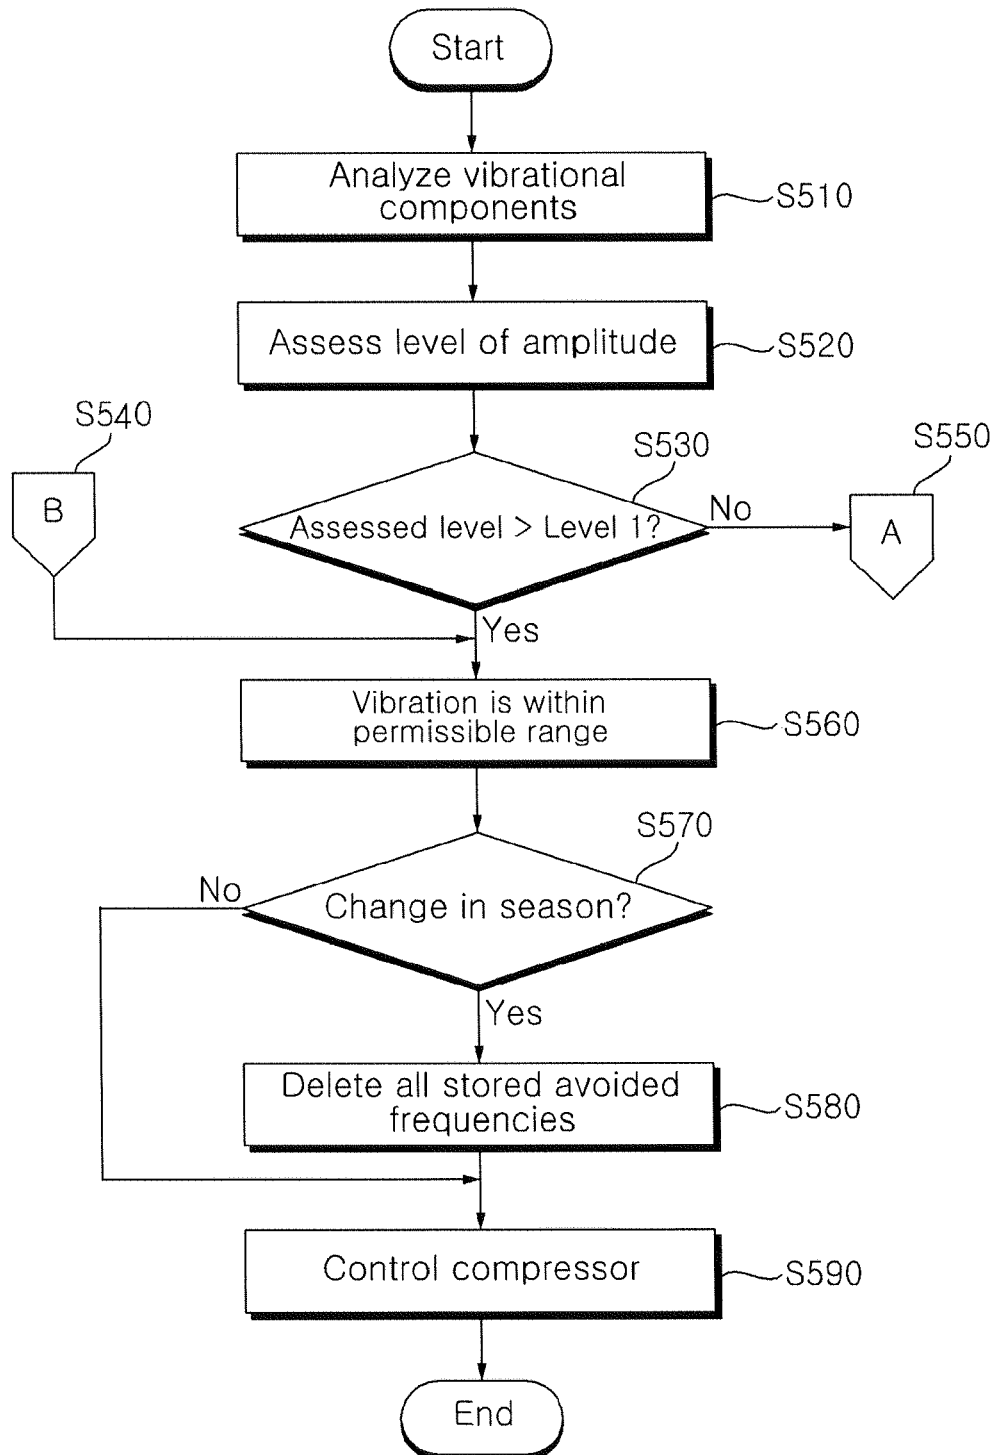 Start
Analyze vibrational
components
S510
Assess level of amplitude
S520
S540
B
S530
Assessed level > Level 1?
No
S550
A
Yes
Vibration is within
permissible range
S560
S570
Change in season?
No
Yes
Delete all stored avoided
frequencies
S580
Control compressor
S590
End